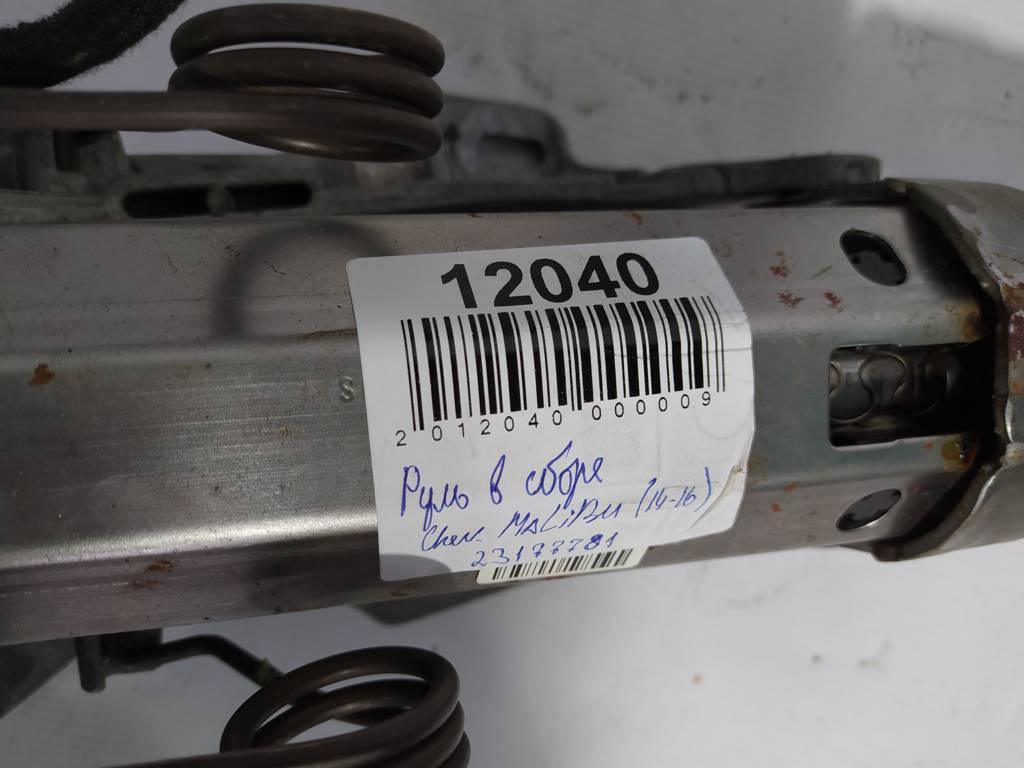 12040
2 012040 000009
Руль в сборе
Chev. MALiBu (14-16)
23177781
S